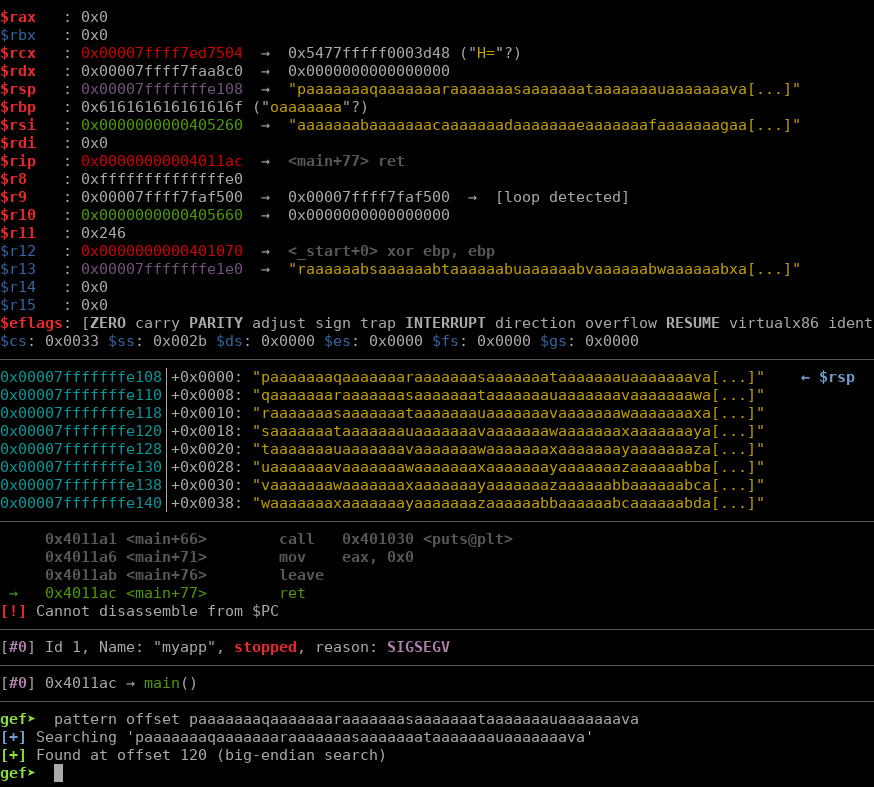 $rax   : 0x0
$rbx   : 0x0
$rcx   : 0x00007ffff7ed7504  →  0x5477fffff0003d48 ("H="?)
$rdx   : 0x00007ffff7faa8c0  →  0x0000000000000000
$rsp   : 0x00007fffffffe108  →  "paaaaaaaqaaaaaaaraaaaaaasaaaaaaataaaaaaauaaaaaaava[...]"
$rbp   : 0x616161616161616f ("oaaaaaaa"?)
$rsi   : 0x0000000000405260  →  "aaaaaaabaaaaaaacaaaaaaadaaaaaaaeaaaaaaafaaaaaaagaa[...]"
$rdi   : 0x0
$rip   : 0x00000000004011ac  →  <main+77> ret
$r8    : 0xffffffffffffffe0
$r9    : 0x00007ffff7faf500  →  0x00007ffff7faf500  →  [loop detected]
$r10   : 0x0000000000405660  →  0x0000000000000000
$r11   : 0x246
$r12   : 0x0000000000401070  →  <_start+0> xor ebp, ebp
$r13   : 0x00007fffffffe1e0  →  "raaaaaabsaaaaaabtaaaaaabuaaaaaabvaaaaaabwaaaaaabxa[...]"
$r14   : 0x0
$r15   : 0x0
$eflags: [ZERO carry PARITY adjust sign trap INTERRUPT direction overflow RESUME virtualx86 ident
$cs: 0x0033 $ss: 0x002b $ds: 0x0000 $es: 0x0000 $fs: 0x0000 $gs: 0x0000
0x00007fffffffe108│+0x0000: "paaaaaaaqaaaaaaaraaaaaaasaaaaaaataaaaaaauaaaaaaava[...]"    ← $rsp
0x00007fffffffe110│+0x0008: "qaaaaaaaraaaaaaasaaaaaaataaaaaaauaaaaaaavaaaaaaawa[...]"
0x00007fffffffe118│+0x0010: "raaaaaaasaaaaaaataaaaaaauaaaaaaavaaaaaaawaaaaaaaxa[...]"
0x00007fffffffe120│+0x0018: "saaaaaaataaaaaaauaaaaaaavaaaaaaawaaaaaaaxaaaaaaaya[...]"
0x00007fffffffe128│+0x0020: "taaaaaaauaaaaaaavaaaaaaawaaaaaaaxaaaaaaayaaaaaaaza[...]"
0x00007fffffffe130│+0x0028: "uaaaaaaavaaaaaaawaaaaaaaxaaaaaaayaaaaaaazaaaaaabba[...]"
0x00007fffffffe138│+0x0030: "vaaaaaaawaaaaaaaxaaaaaaayaaaaaaazaaaaaabbaaaaaabca[...]"
0x00007fffffffe140│+0x0038: "waaaaaaaxaaaaaaayaaaaaaazaaaaaabbaaaaaabcaaaaaabda[...]"
0x4011a1 <main+66>        call   0x401030 <puts@plt>
0x4011a6 <main+71>        mov    eax, 0x0
0x4011ab <main+76>        leave
→   0x4011ac <main+77>        ret
[!] Cannot disassemble from $PC
[#0] Id 1, Name: "myapp", stopped, reason: SIGSEGV
[#0] 0x4011ac → main()
gef➤  pattern offset paaaaaaaqaaaaaaaraaaaaaasaaaaaaataaaaaaauaaaaaaava
[+] Searching 'paaaaaaaqaaaaaaaraaaaaaasaaaaaaataaaaaaauaaaaaaava'
[+] Found at offset 120 (big-endian search)
gef➤